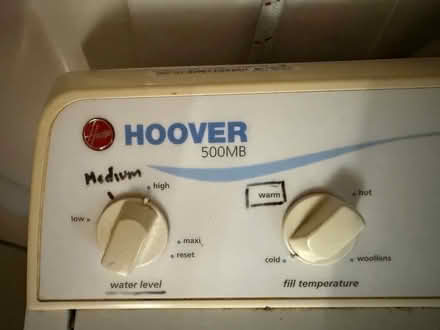 HOOVER
500MB
Medium
high
low
maxi
reset
water level
warm
hot
cold
woollens
fill temperature